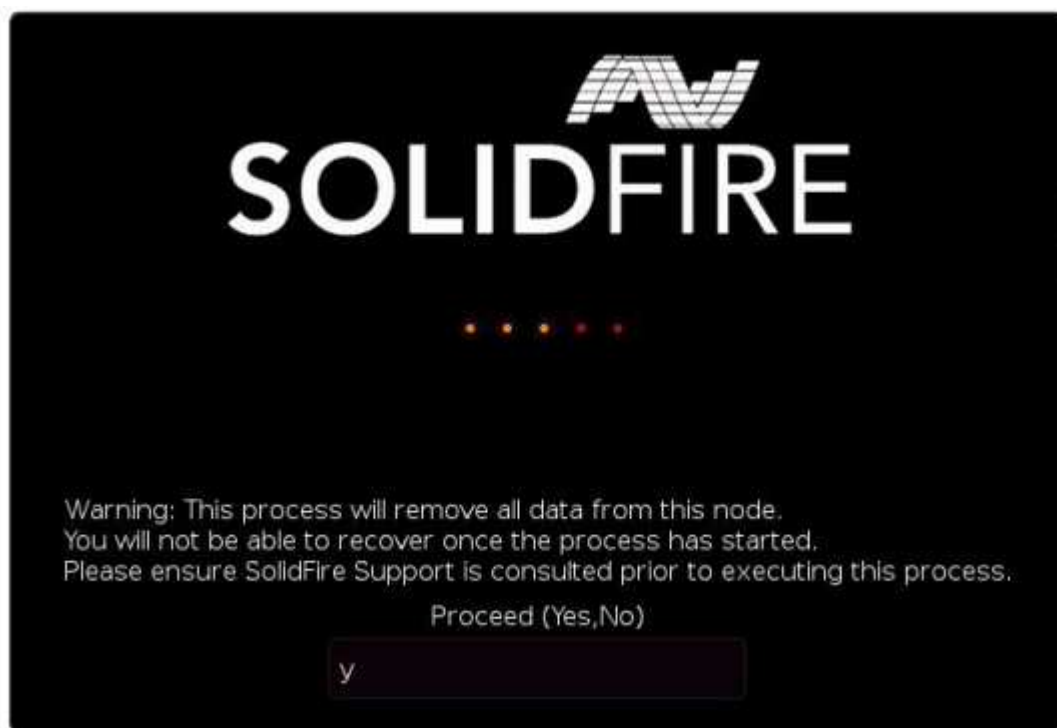 SOLIDFIRE
Warning: This process will remove all data from this node.
You will not be able to recover once the process has started.
Please ensure SolidFire Support is consulted prior to executing this process.
Proceed (Yes,No)
y